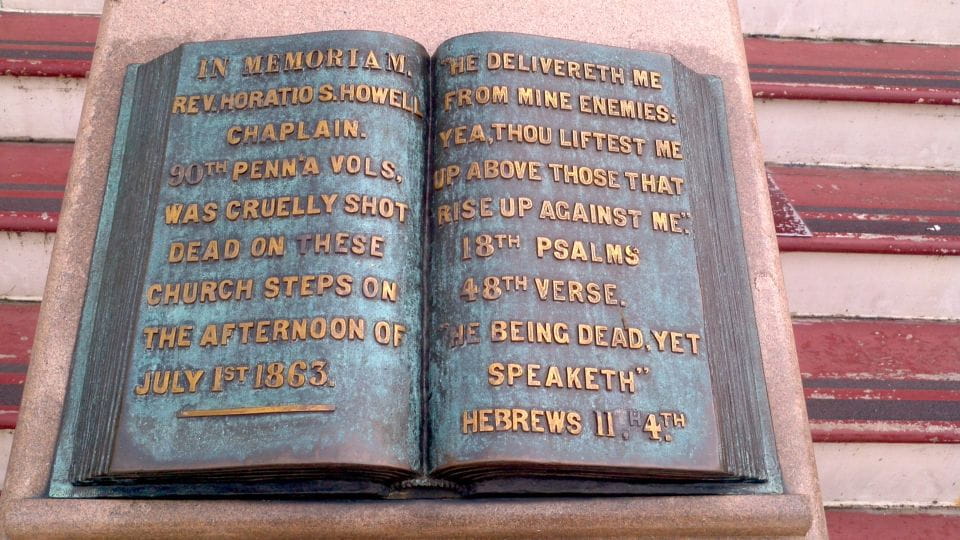 IN MEMORIAM.
REV. HORATIO S. HOWELL
CHAPLAIN.
90TH PENN'A VOLS,
WAS CRUELLY SHOT
DEAD ON THESE
CHURCH STEPS ON
THE AFTERNOON OF
JULY 1ST 1863.
"HE DELIVERETH ME
FROM MINE ENEMIES:
YEA, THOU LIFTEST ME
UP ABOVE THOSE THAT
RISE UP AGAINST ME."
18TH PSALMS
48TH VERSE.
"HE BEING DEAD, YET
SPEAKETH"
HEBREWS 11TH 4.TH